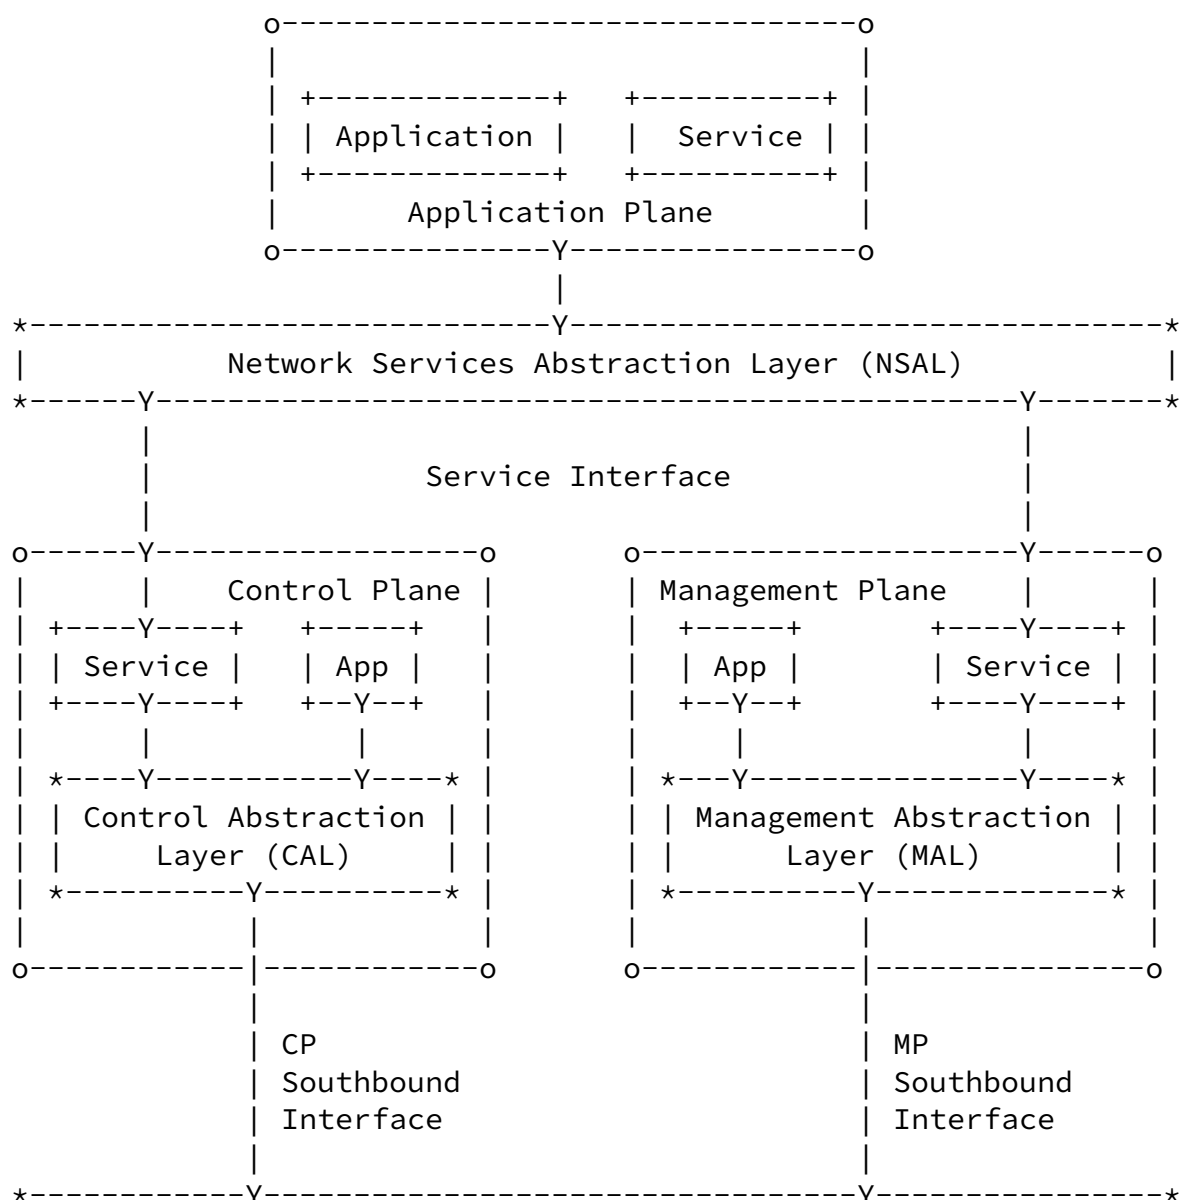 o--------------------------------o
|                                |
| +-------------+   +----------+ |
| | Application |   |  Service | |
| +-------------+   +----------+ |
|       Application Plane        |
o---------------Y----------------o
|
*-----------------------------Y---------------------------------*
|           Network Services Abstraction Layer (NSAL)           |
*------Y------------------------------------------------Y-------*
|                                                |
|               Service Interface                |
|                                                |
o------Y------------------o       o---------------------Y------o
|      |    Control Plane |       | Management Plane    |      |
| +----Y----+   +-----+   |       |  +-----+       +----Y----+ |
| | Service |   | App |   |       |  | App |       | Service | |
| +----Y----+   +--Y--+   |       |  +--Y--+       +----Y----+ |
|      |           |      |       |     |               |      |
| *----Y-----------Y----* |       | *---Y---------------Y----* |
| | Control Abstraction | |       | | Management Abstraction | |
| |     Layer (CAL)     | |       | |      Layer (MAL)       | |
| *----------Y----------* |       | *----------Y-------------* |
|            |            |       |            |               |
o------------|------------o       o------------|---------------o
|                                 |
| CP                              | MP
| Southbound                      | Southbound
| Interface                       | Interface
|                                 |
*------------Y---------------------------------Y----------------*